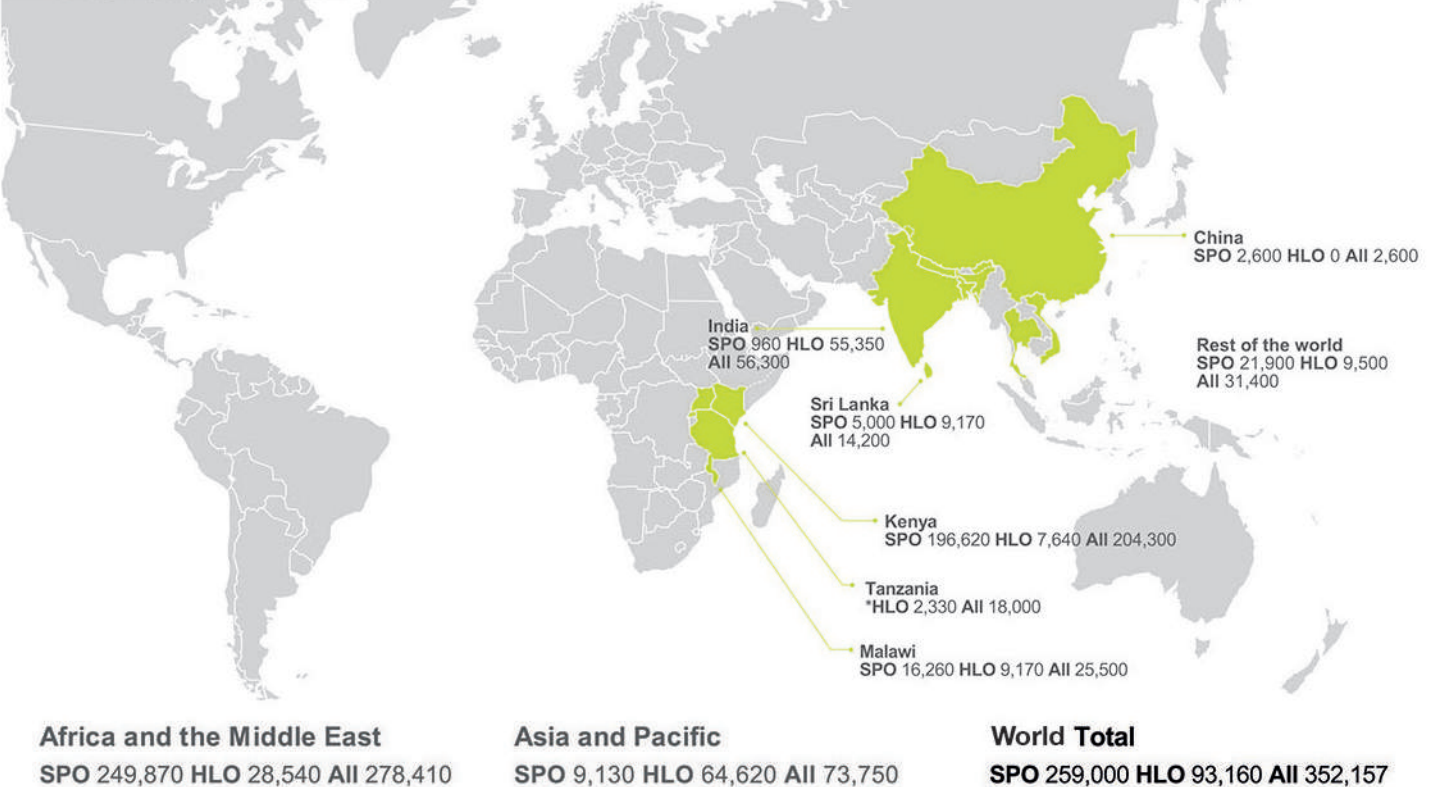 China
SPO 2,600 HLO 0 All 2,600
India
SPO 960 HLO 55,350
All 56,300
Rest of the world
SPO 21,900 HLO 9,500
All 31,400
Sri Lanka
SPO 5,000 HLO 9,170
All 14,200
Kenya
SPO 196,620 HLO 7,640 All 204,300
Tanzania
*HLO 2,330 All 18,000
Malawi
SPO 16,260 HLO 9,170 All 25,500
Africa and the Middle East
SPO 249,870 HLO 28,540 All 278,410
Asia and Pacific
SPO 9,130 HLO 64,620 All 73,750
World Total
SPO 259,000 HLO 93,160 All 352,157